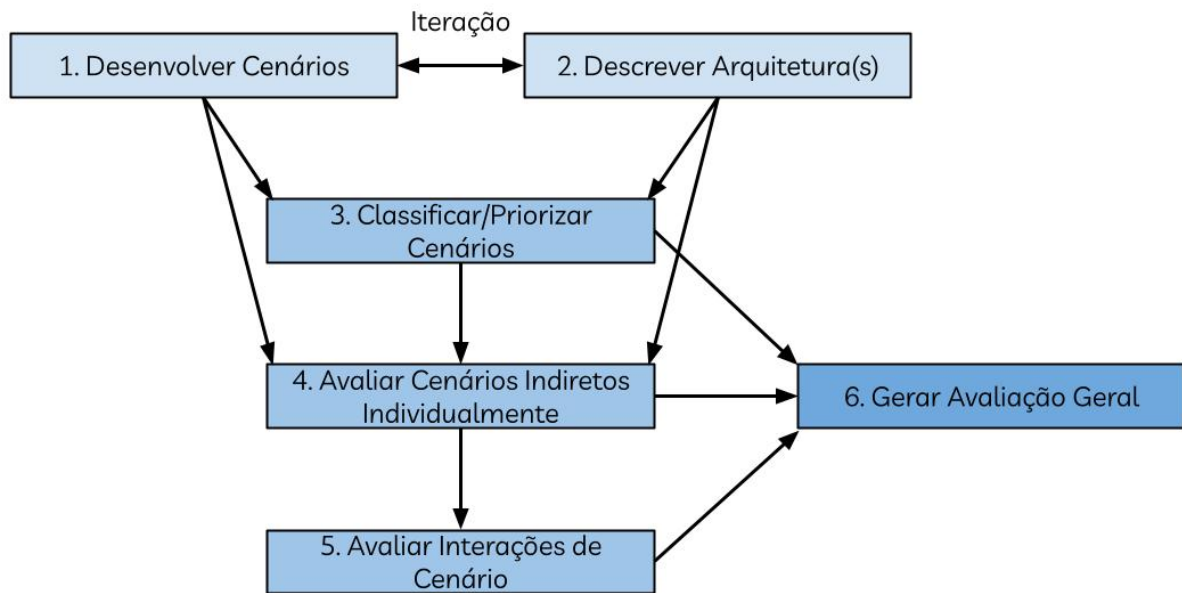 Iteração
1. Desenvolver Cenários
2. Descrever Arquitetura(s)
3. Classificar/Priorizar
Cenários
4. Avaliar Cenários Indiretos
Individualmente
6. Gerar Avaliação Geral
5. Avaliar Interações de
Cenário